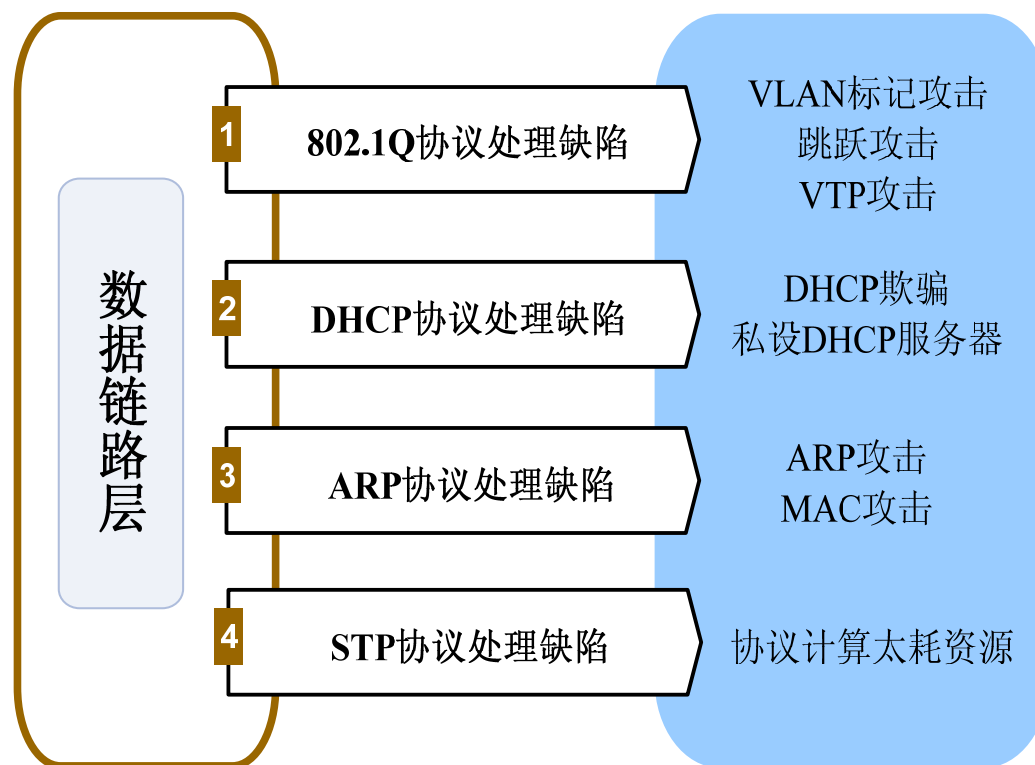 数据链路层
1
802.1Q协议处理缺陷
VLAN标记攻击
跳跃攻击
VTP攻击
2
DHCP协议处理缺陷
DHCP欺骗
私设DHCP服务器
3
ARP协议处理缺陷
ARP攻击
MAC攻击
4
STP协议处理缺陷
协议计算太耗资源